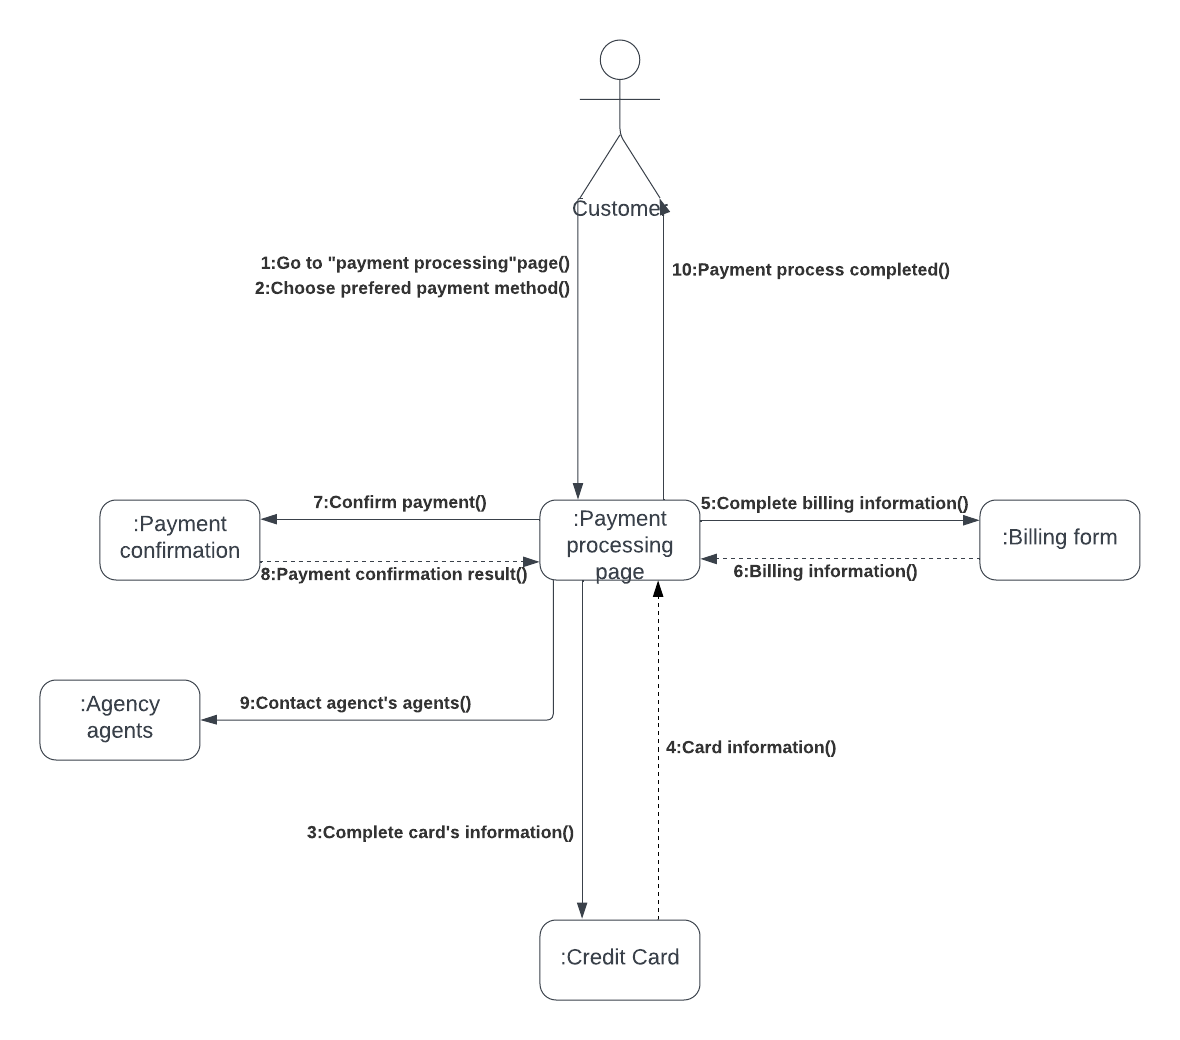 Customer
1:Go to "payment processing"page()
2:Choose prefered payment method()
10:Payment process completed()
7:Confirm payment()
5:Complete billing information()
:Payment
confirmation
:Payment
processing
page
:Billing form
8:Payment confirmation result()
6:Billing information()
:Agency
agents
9:Contact agenct's agents()
4:Card information()
3:Complete card's information()
:Credit Card